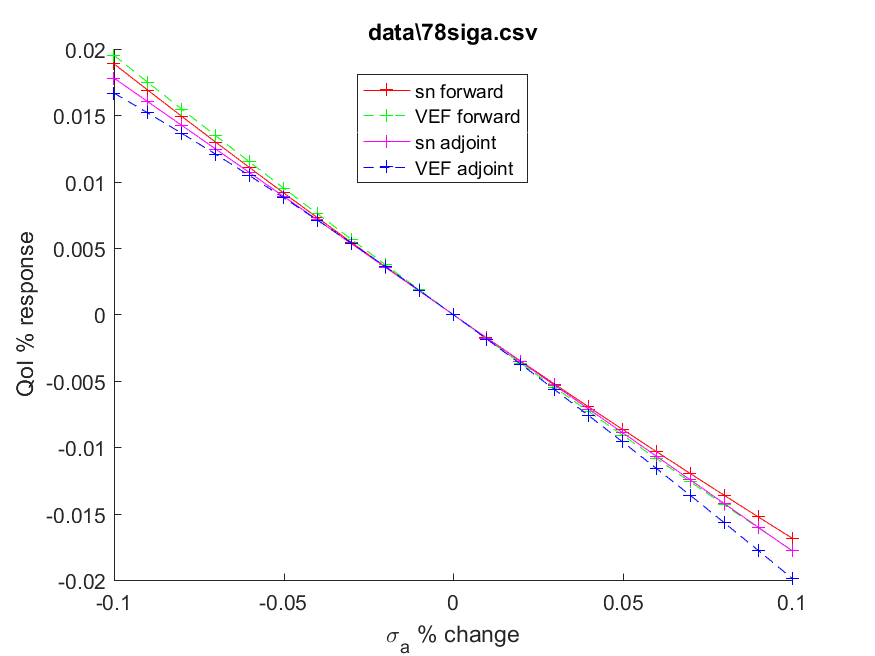 data\78siga.csv
sn forward
VEF forward
sn adjoint
VEF adjoint
QoI % response
0.02
0.015
0.01
0.005
0
-0.005
-0.01
-0.015
-0.02
-0.1 -0.05 0 0.05 0.1
σa % change